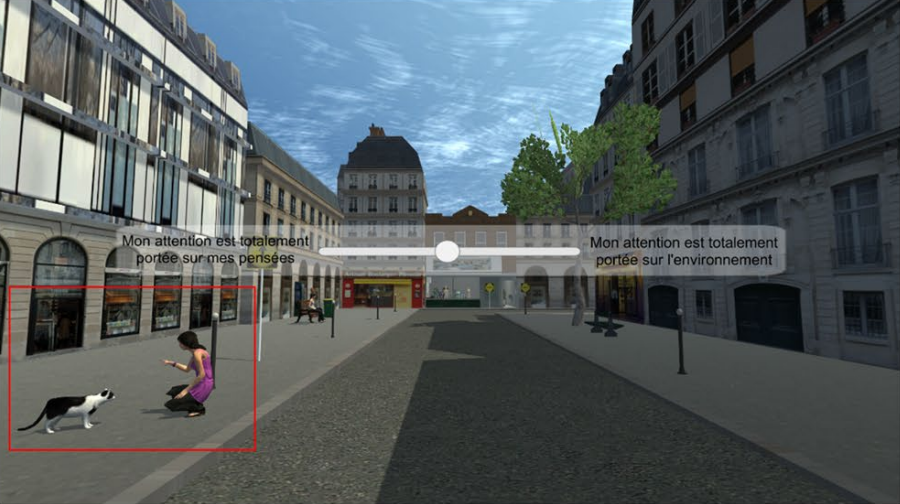 Mon attention est totalement
portée sur mes pensées
Mon attention est totalement
portée sur l'environnement